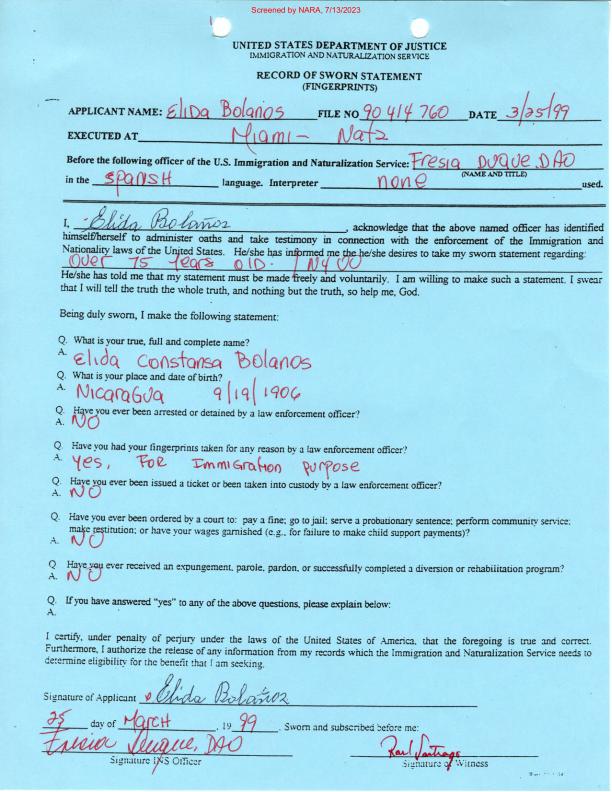 Screened by NARA, 7/13/2023
UNITED STATES DEPARTMENT OF JUSTICE
IMMIGRATION AND NATURALIZATION SERVICE
RECORD OF SWORN STATEMENT
(FINGERPRINTS)
APPLICANT NAME: Elida Bolanos FILE NO 90 414 760 DATE 3/25/99
EXECUTED AT Miami - Natz
Before the following officer of the U.S. Immigration and Naturalization Service: Fresia Duque, DAO
(NAME AND TITLE)
in the spanish language. Interpreter none used.
I, Elida Bolaños, acknowledge that the above named officer has identified
himself/herself to administer oaths and take testimony in connection with the enforcement of the Immigration and
Nationality laws of the United States. He/she has informed me the he/she desires to take my sworn statement regarding:
Over 75 Years Old. / N400
He/she has told me that my statement must be made freely and voluntarily. I am willing to make such a statement. I swear
that I will tell the truth the whole truth, and nothing but the truth, so help me, God.
Being duly sworn, I make the following statement:
Q. What is your true, full and complete name?
A. Elida Constansa Bolanos
Q. What is your place and date of birth?
A. Nicaragua 9/19/1906
Q. Have you ever been arrested or detained by a law enforcement officer?
A. NO
Q. Have you had your fingerprints taken for any reason by a law enforcement officer?
A. Yes, For Immigration purpose
Q. Have you ever been issued a ticket or been taken into custody by a law enforcement officer?
A. NO
Q. Have you ever been ordered by a court to: pay a fine; go to jail; serve a probationary sentence; perform community service;
make restitution; or have your wages garnished (e.g., for failure to make child support payments)?
A. NO
Q Have you ever received an expungement, parole, pardon, or successfully completed a diversion or rehabilitation program?
A. NO
Q. If you have answered "yes" to any of the above questions, please explain below:
A.
I certify, under penalty of perjury under the laws of the United States of America, that the foregoing is true and correct.
Furthermore, I authorize the release of any information from my records which the Immigration and Naturalization Service needs to
determine eligibility for the benefit that I am seeking.
Signature of Applicant Elida Bolaños
25 day of March, 19 99. Sworn and subscribed before me:
Fresia Duque, DAO Raul Santiago
Signature INS Officer Signature of Witness